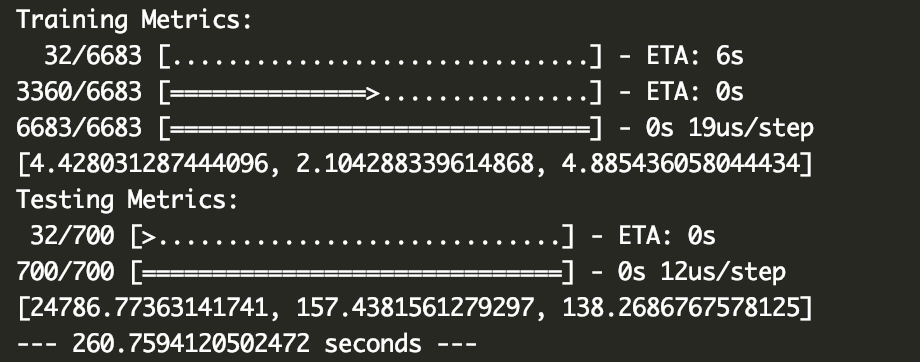 Training Metrics:
  32/6683 [..............................] - ETA: 6s
3360/6683 [==============>...............] - ETA: 0s
6683/6683 [==============================] - 0s 19us/step
[4.428031287444096, 2.104288339614868, 4.885436058044434]
Testing Metrics:
 32/700 [>.............................] - ETA: 0s
700/700 [==============================] - 0s 12us/step
[24786.77363141741, 157.4381561279297, 138.2686767578125]
--- 260.7594120502472 seconds ---